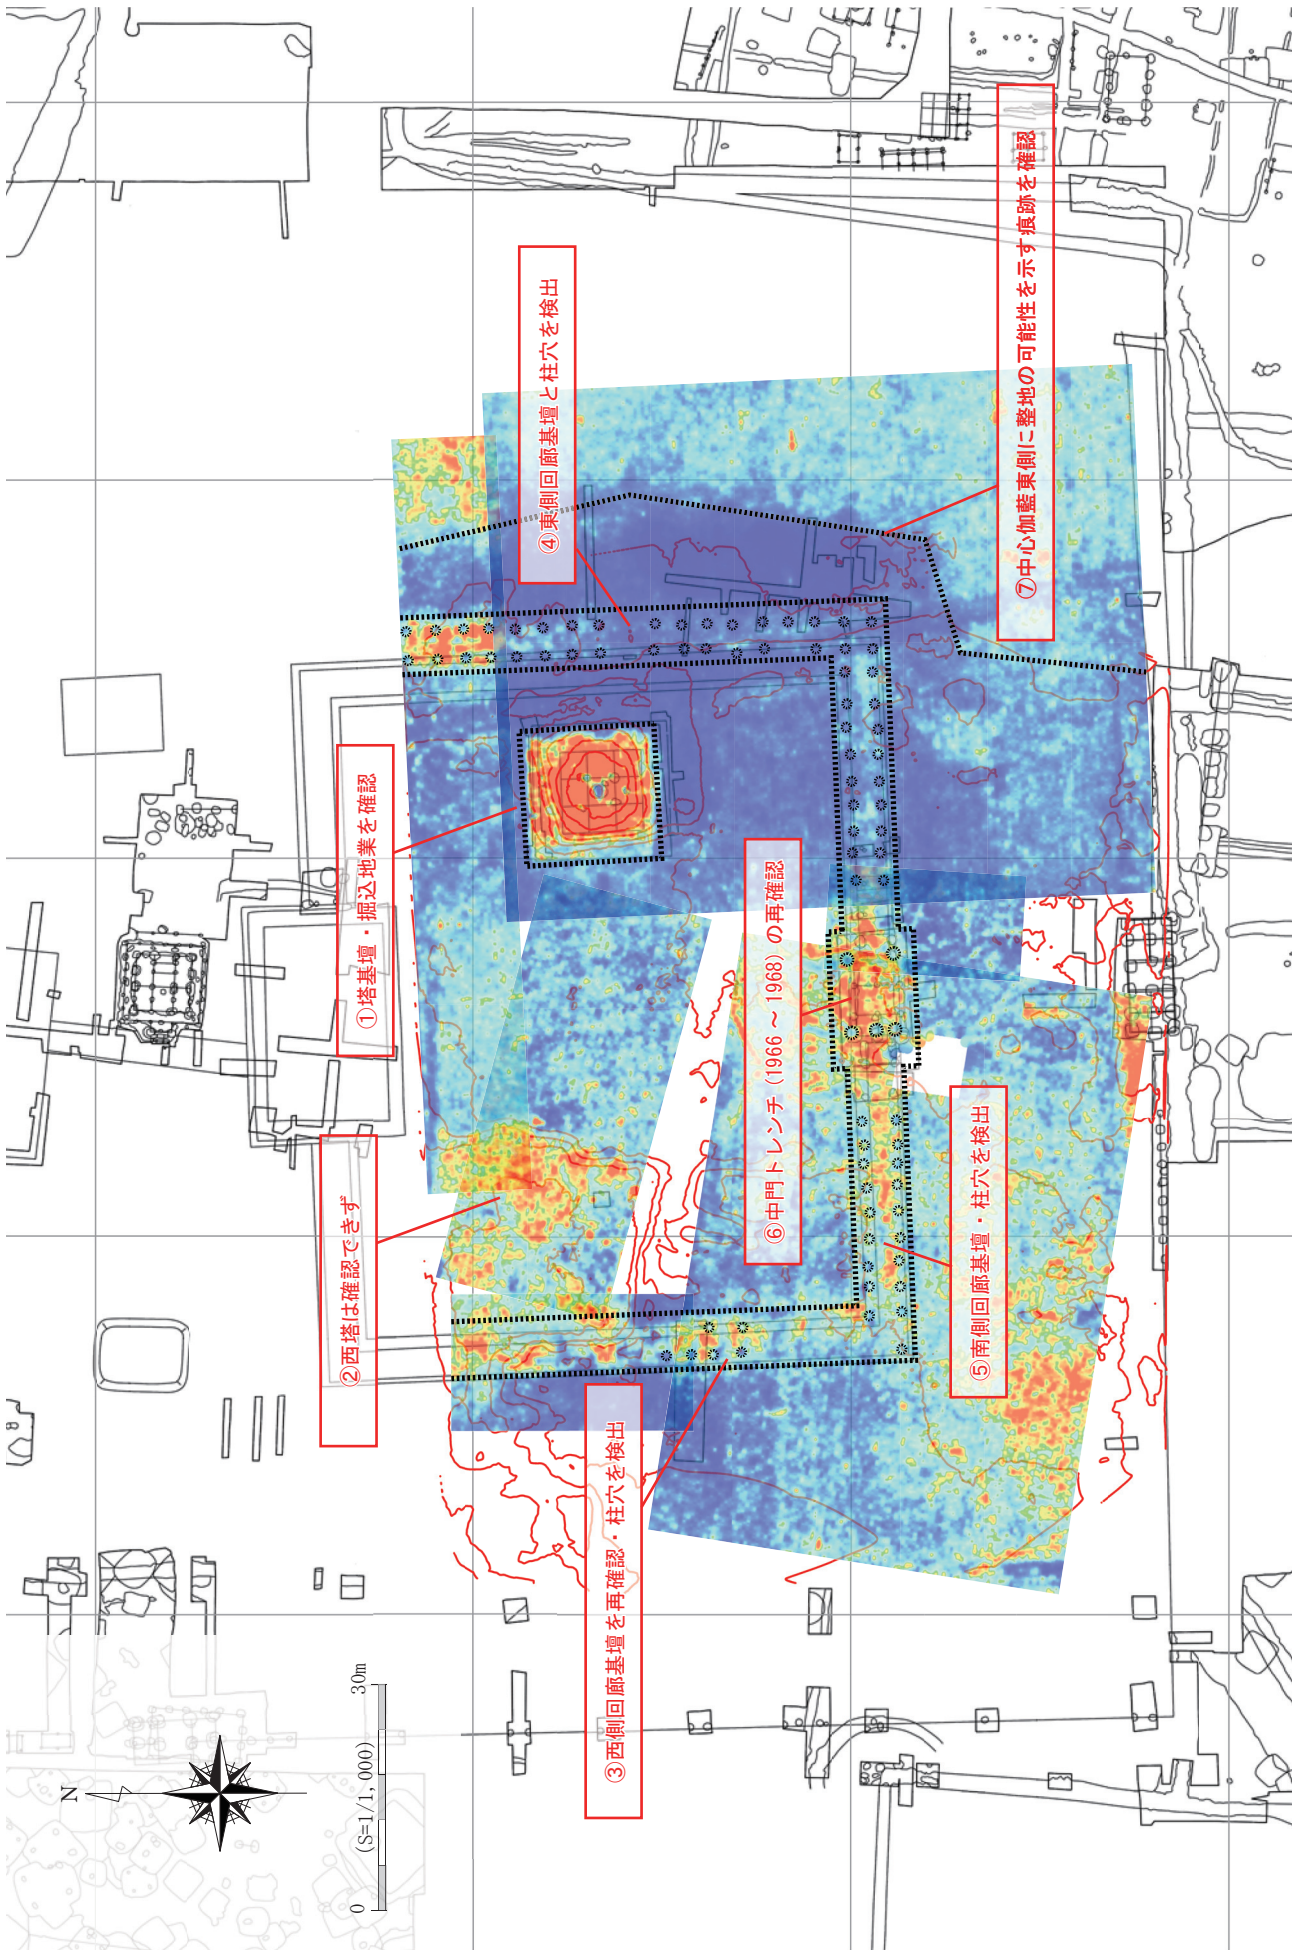 ①塔基壇・掘込地業を確認
②西塔は確認できず
③西側回廊基壇を再確認・柱穴を検出
④東側回廊基壇と柱穴を検出
⑤南側回廊基壇・柱穴を検出
⑥中門トレンチ(1966～1968)の再確認
⑦中心伽藍東側に整地の可能性を示す痕跡を確認
N
0 (S=1/1,000) 30m